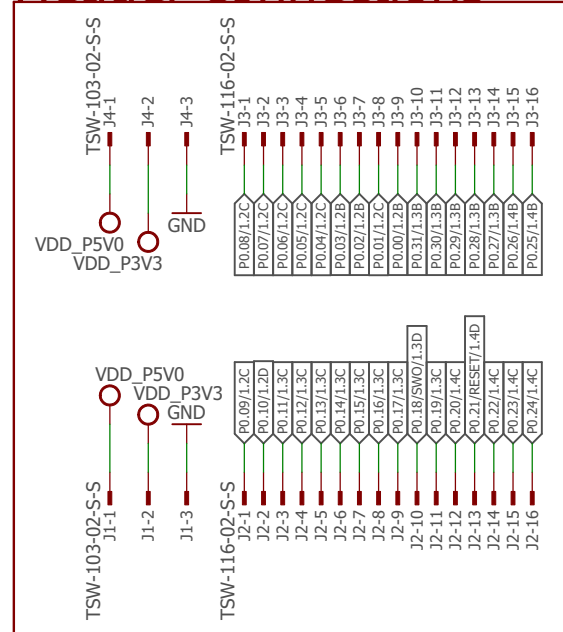 TSW-103-02-S-S
J4-1
J4-2
J4-3
TSW-116-02-S-S
J3-1
J3-2
J3-3
J3-4
J3-5
J3-6
J3-7
J3-8
J3-9
J3-10
J3-11
J3-12
J3-13
J3-14
J3-15
J3-16
VDD_P5V0
VDD_P3V3
GND
P0.08/1.2C
P0.07/1.2C
P0.06/1.2C
P0.05/1.2C
P0.04/1.2C
P0.03/1.2B
P0.02/1.2B
P0.01/1.2C
P0.00/1.2B
P0.31/1.3B
P0.30/1.3B
P0.29/1.3B
P0.28/1.3B
P0.27/1.3B
P0.26/1.4B
P0.25/1.4B
VDD_P5V0
VDD_P3V3
GND
P0.09/1.2C
P0.10/1.2D
P0.11/1.3C
P0.12/1.3C
P0.13/1.3C
P0.14/1.3C
P0.15/1.3C
P0.16/1.3C
P0.17/1.3C
P0.18/SWO/1.3D
P0.19/1.3C
P0.20/1.4C
P0.21/RESET/1.4D
P0.22/1.4C
P0.23/1.4C
P0.24/1.4C
TSW-103-02-S-S
J1-1
J1-2
J1-3
TSW-116-02-S-S
J2-1
J2-2
J2-3
J2-4
J2-5
J2-6
J2-7
J2-8
J2-9
J2-10
J2-11
J2-12
J2-13
J2-14
J2-15
J2-16